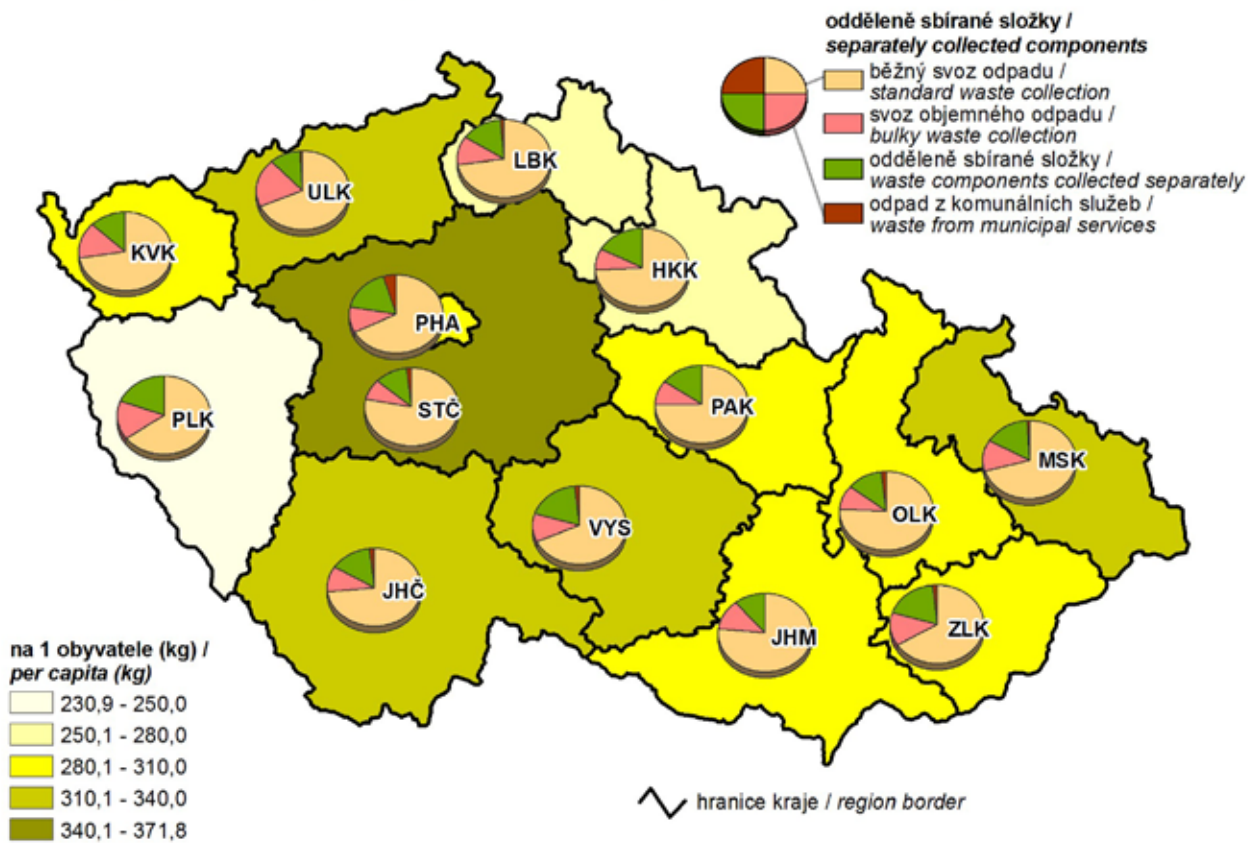 odděleně sbírané složky /
separately collected components
běžný svoz odpadu /
standard waste collection
svoz objemného odpadu /
bulky waste collection
odděleně sbírané složky /
waste components collected separately
odpad z komunálních služeb /
waste from municipal services
LBK
ULK
KVK
HKK
PHA
STČ
PAK
PLK
MSK
OLK
VYS
JHČ
JHM
ZLK
na 1 obyvatele (kg) /
per capita (kg)
230,9 - 250,0
250,1 - 280,0
280,1 - 310,0
310,1 - 340,0
340,1 - 371,8
hranice kraje / region border